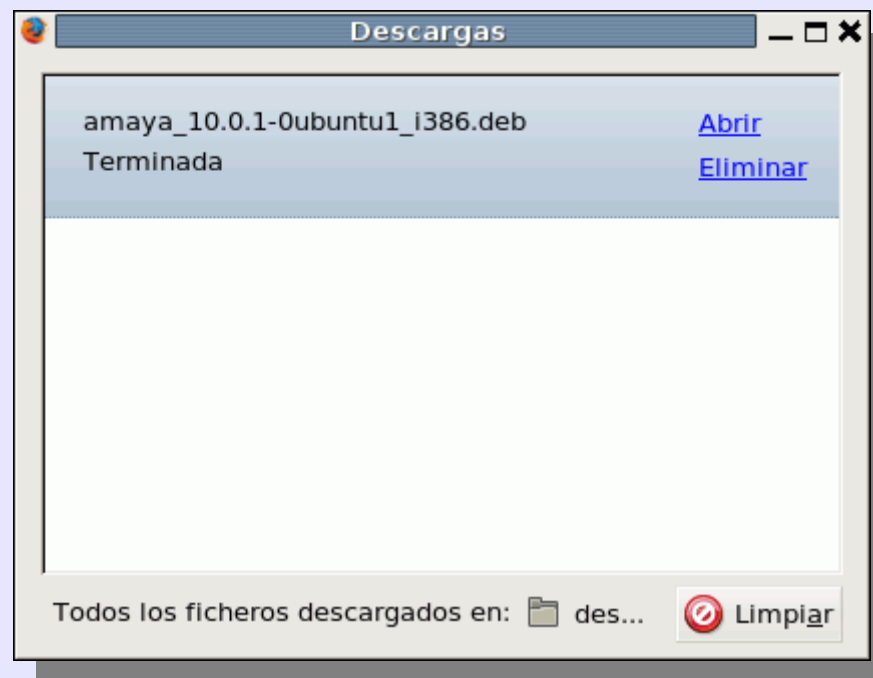 Descargas
amaya_10.0.1-0ubuntu1_i386.deb
Abrir
Terminada
Eliminar
Todos los ficheros descargados en: des... Limpiar